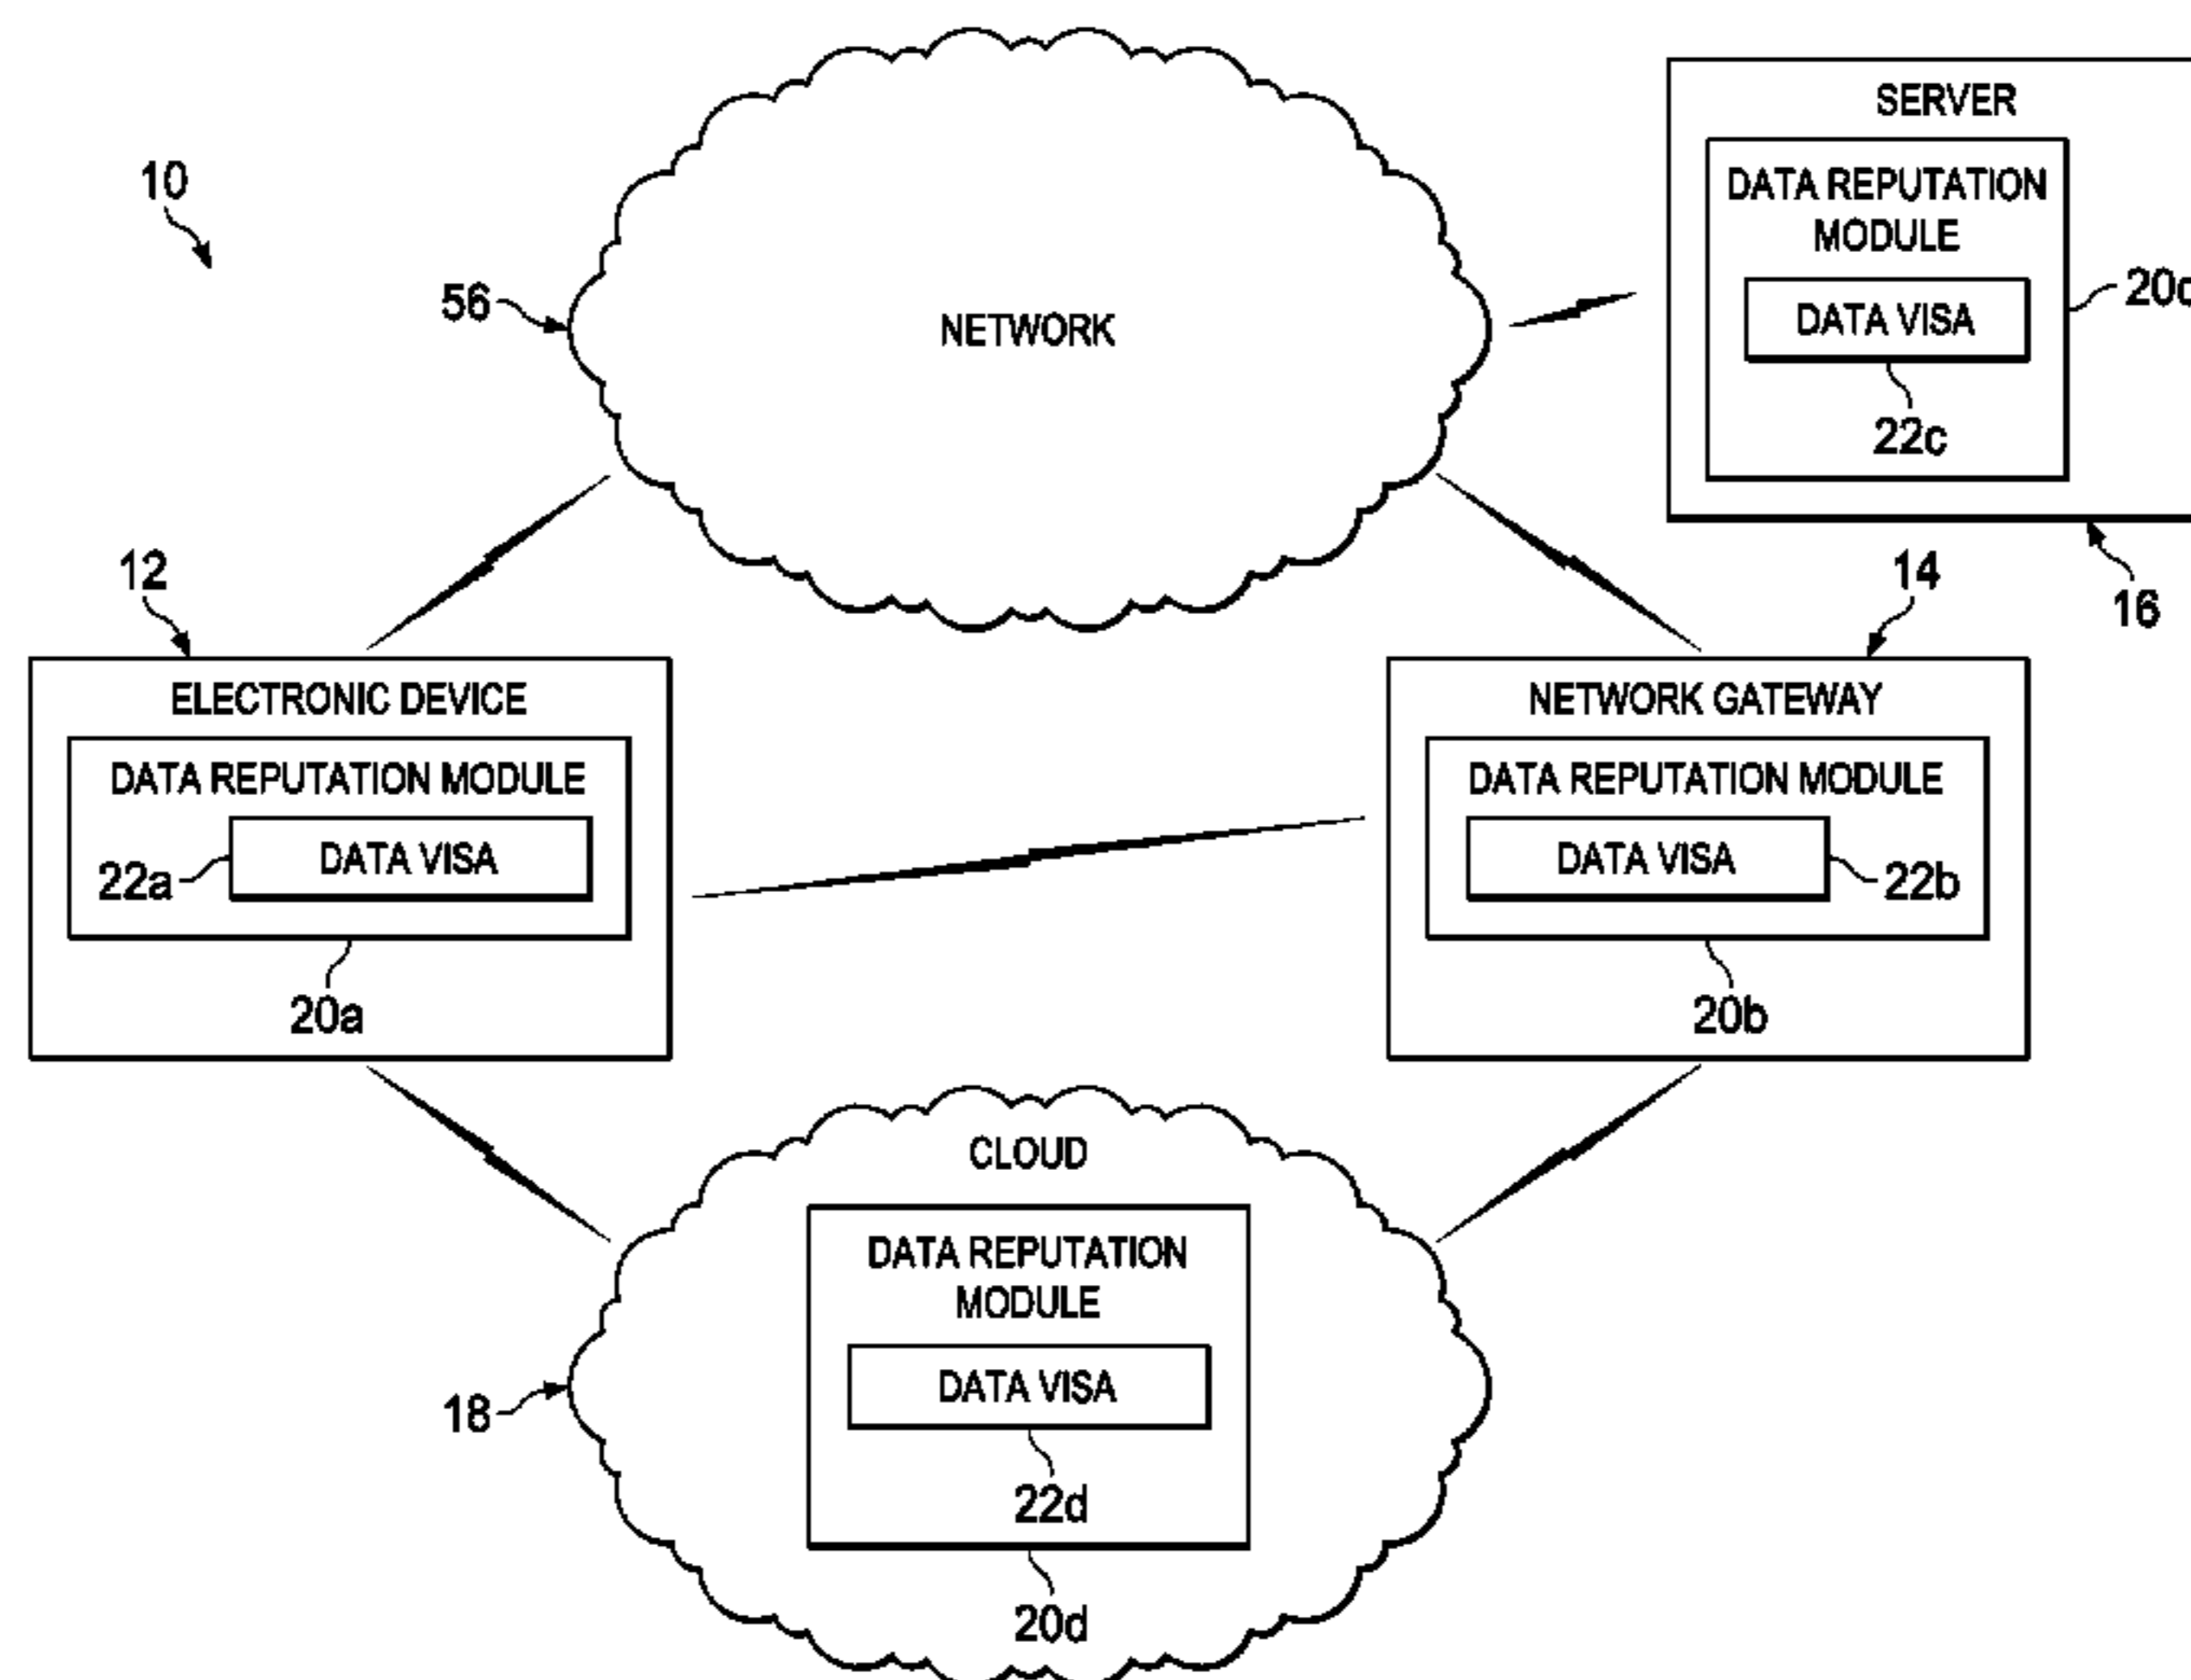 SERVER
DATA REPUTATION
MODULE
DATA VISA
22c
16
10
56
NETWORK
12
ELECTRONIC DEVICE
DATA REPUTATION MODULE
DATA VISA
22a
20a
14
NETWORK GATEWAY
DATA REPUTATION MODULE
DATA VISA
22b
20b
CLOUD
DATA REPUTATION
MODULE
DATA VISA
22d
20d
18